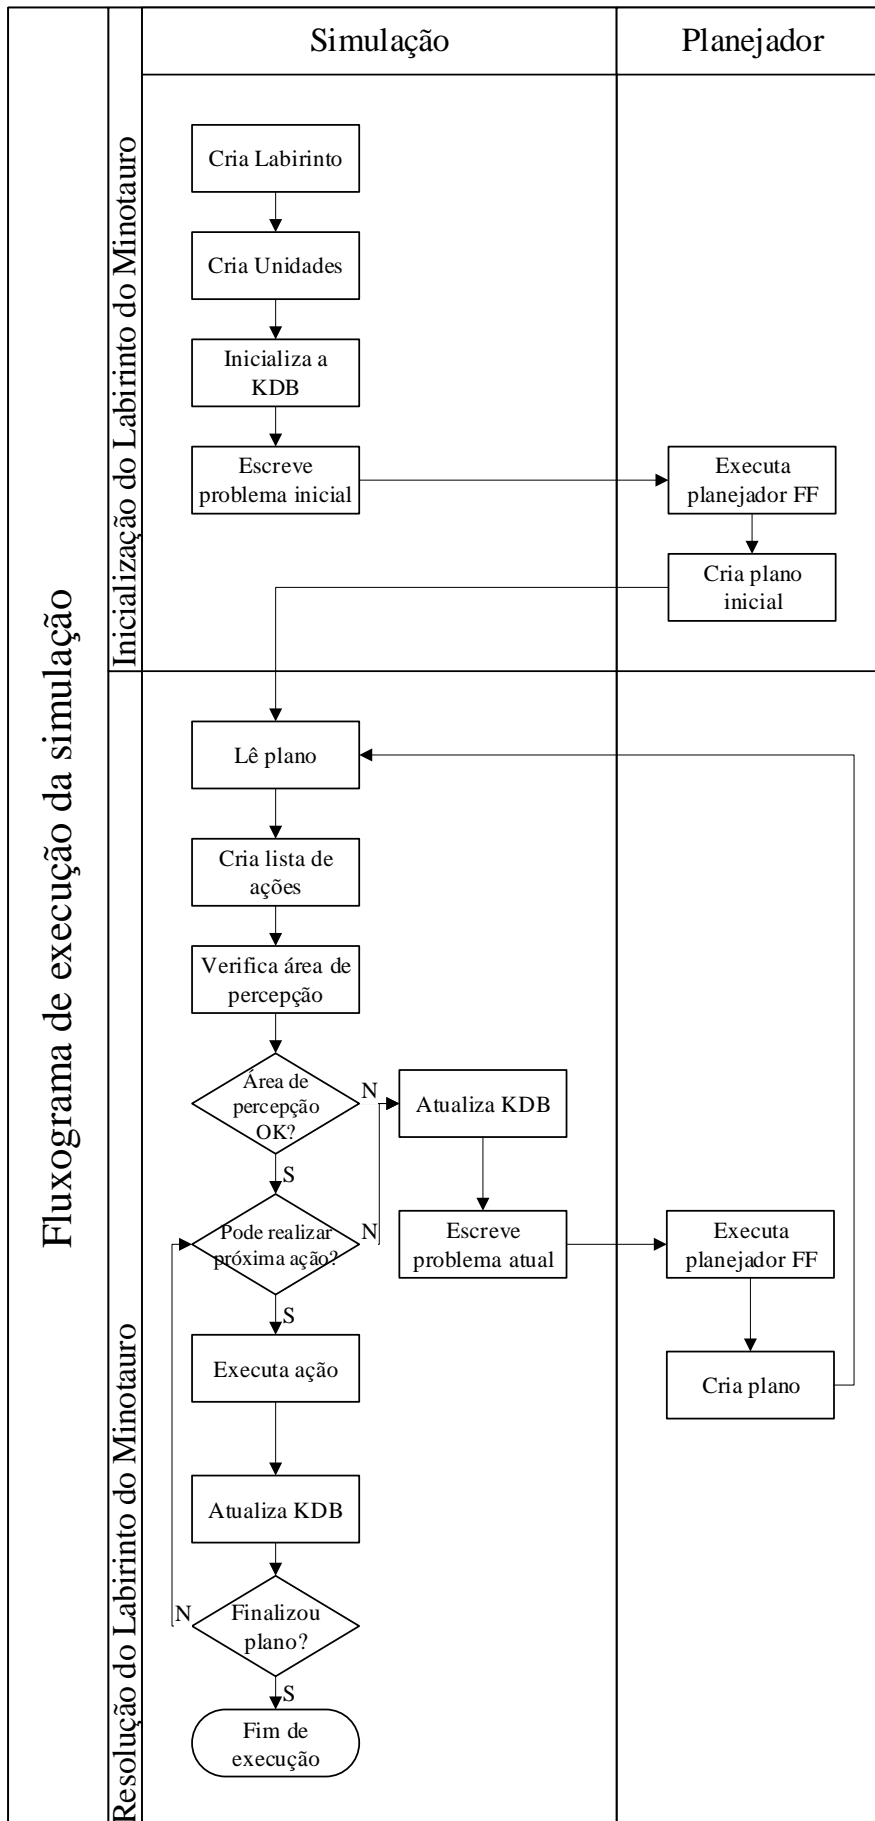 Fluxograma de execução da simulação
Simulação
Planejador
Inicialização do Labirinto do Minotauro
Cria Labirinto
Cria Unidades
Inicializa a
KDB
Escreve
problema inicial
Executa
planejador FF
Cria plano
inicial
Resolução do Labirinto do Minotauro
Lê plano
Cria lista de
ações
Verifica área de
percepção
Área de
percepção
OK?
N
S
Atualiza KDB
Pode realizar
próxima ação?
N
S
Escreve
problema atual
Executa
planejador FF
Cria plano
Executa ação
Atualiza KDB
Finalizou
plano?
N
S
Fim de
execução